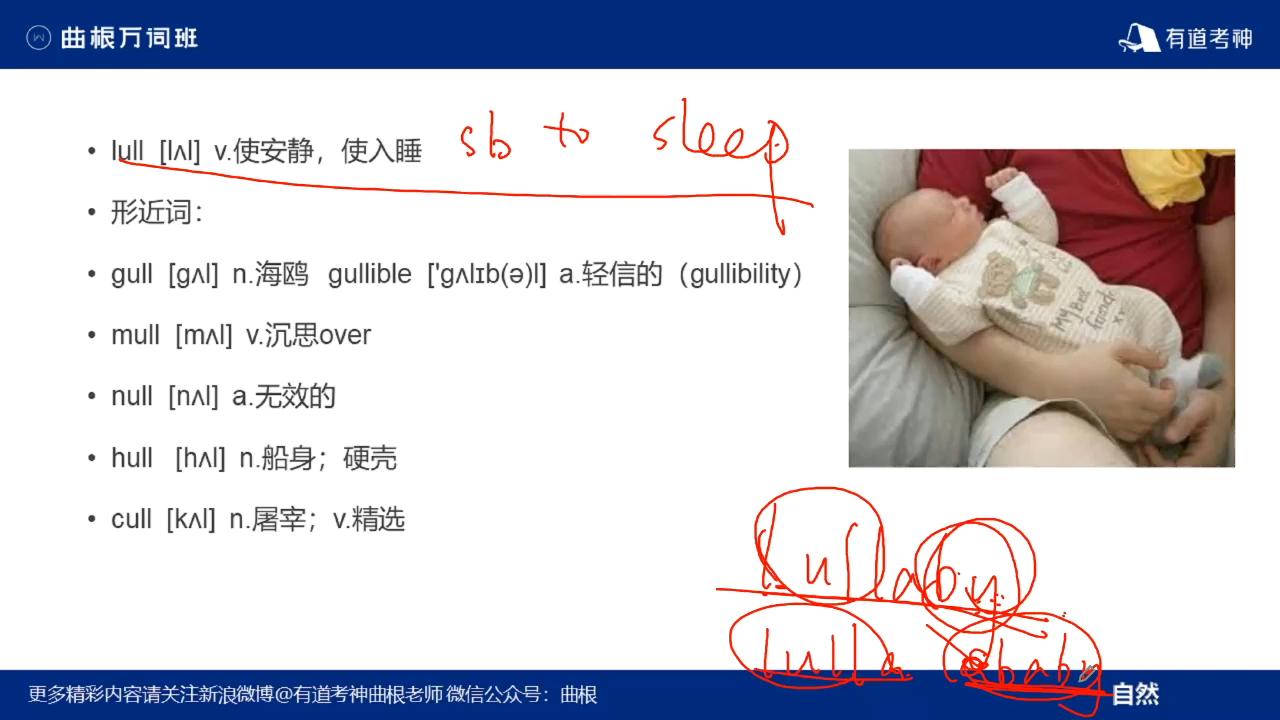 曲根万词班
有道考神
lull [lʌl] v.使安静，使入睡 sb to sleep
形近词：
gull [gʌl] n.海鸥 gullible ['gʌlɪb(ə)l] a.轻信的（gullibility）
mull [mʌl] v.沉思over
null [nʌl] a.无效的
hull [hʌl] n.船身；硬壳
cull [kʌl] n.屠宰；v.精选
My Best
friends
xx
lullaby
lull a baby
更多精彩内容请关注新浪微博@有道考神曲根老师 微信公众号：曲根
自然